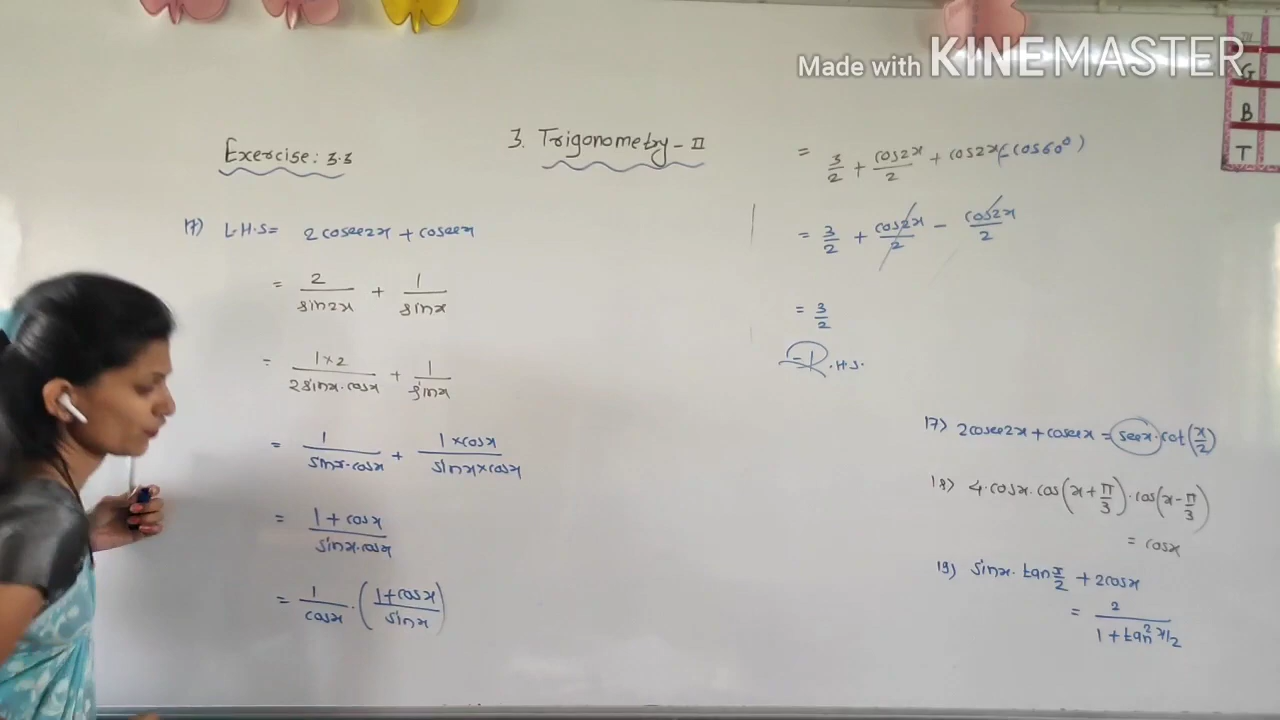 Made with KINEMASTER
G
B
T
3. Trigonometry - II
Exercise: 3.3
17) L.H.S = 2cosec2x + cosecx
= 2/sin2x + 1/sinx
= 1×2/2sinx·cosx + 1/sinx
= 1/sinx·cosx + 1×cosx/sinx×cosx
= 1+cosx/sinx·cosx
= 1/cosx · (1+cosx/sinx)
= 3/2 + cos2x/2 + cos2x(-cos60°)
= 3/2 + cos2x/2 - cos2x/2
= 3/2
= R.H.S.
17) 2cosec2x + cosecx = secx·cot(x/2)
18) 4·cosx·cos(x+π/3)·cos(x-π/3)
= cosx
19) sinx·tan x/2 + 2cosx
= 2/1+tan² x/2